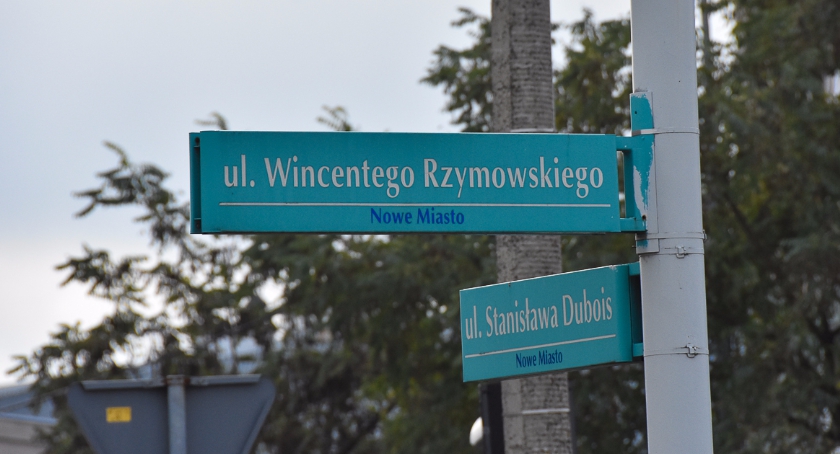 ul. Wincentego Rzymowskiego
Nowe Miasto
ul. Stanisława Dubois
Nowe Miasto